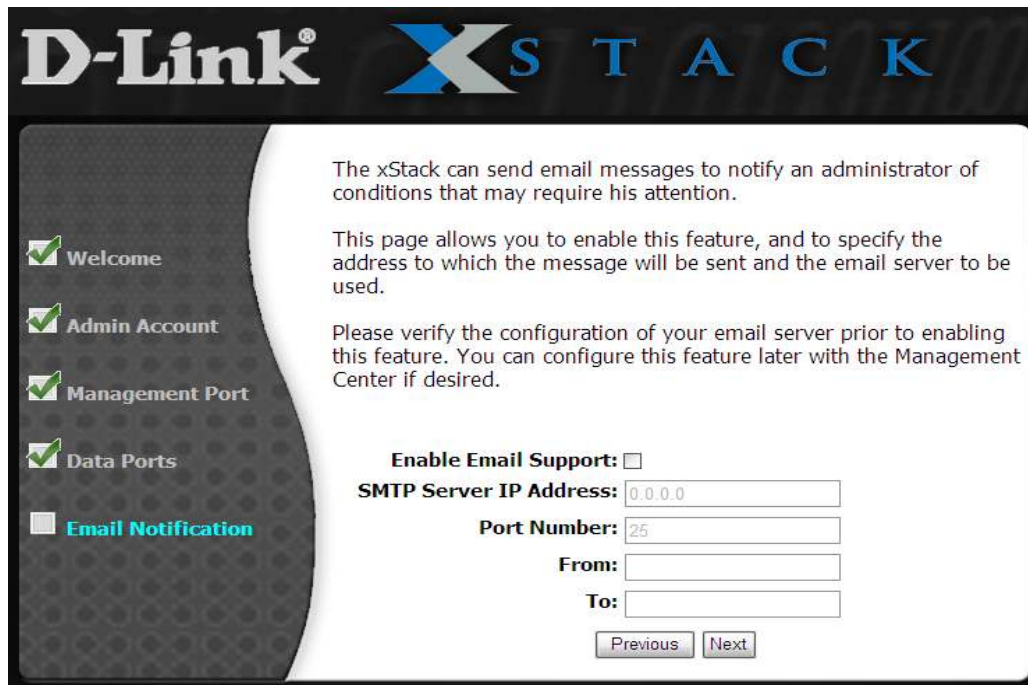 D-Link® XSTACK
Welcome
Admin Account
Management Port
Data Ports
Email Notification
The xStack can send email messages to notify an administrator of
conditions that may require his attention.
This page allows you to enable this feature, and to specify the
address to which the message will be sent and the email server to be
used.
Please verify the configuration of your email server prior to enabling
this feature. You can configure this feature later with the Management
Center if desired.
Enable Email Support:
SMTP Server IP Address: 0.0.0.0
Port Number: 25
From:
To:
Previous Next